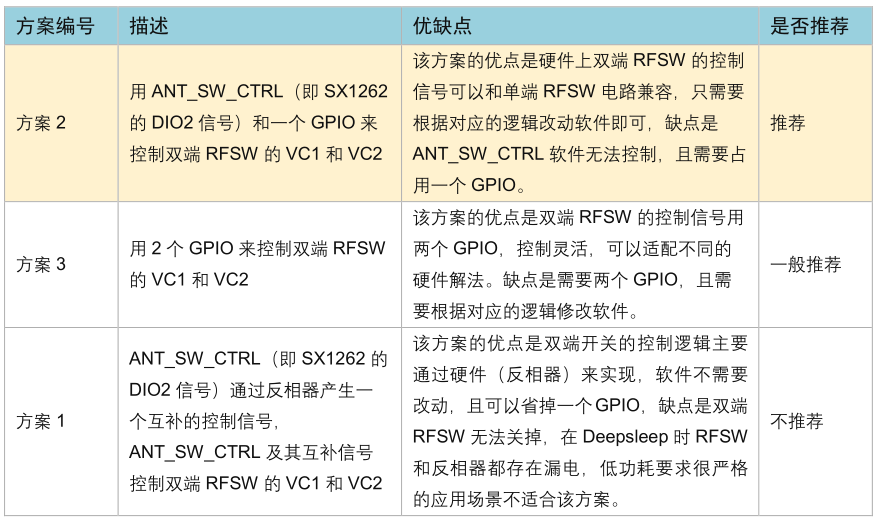 方案编号
描述
优缺点
是否推荐
方案 2
用 ANT_SW_CTRL（即 SX1262
的 DIO2 信号）和一个 GPIO 来
控制双端 RFSW 的 VC1 和 VC2
该方案的优点是硬件上双端 RFSW 的控制
信号可以和单端 RFSW 电路兼容，只需要
根据对应的逻辑改动软件即可，缺点是
ANT_SW_CTRL 软件无法控制，且需要占
用一个 GPIO。
推荐
方案 3
用 2 个 GPIO 来控制双端 RFSW
的 VC1 和 VC2
该方案的优点是双端 RFSW 的控制信号用
两个 GPIO，控制灵活，可以适配不同的
硬件解法。缺点是需要两个 GPIO，且需
要根据对应的逻辑修改软件。
一般推荐
方案 1
ANT_SW_CTRL（即 SX1262 的
DIO2 信号）通过反相器产生一
个互补的控制信号，
ANT_SW_CTRL 及其互补信号
控制双端 RFSW 的 VC1 和 VC2
该方案的优点是双端开关的控制逻辑主要
通过硬件（反相器）来实现，软件不需要
改动，且可以省掉一个 GPIO，缺点是双端
RFSW 无法关掉，在 Deepsleep 时 RFSW
和反相器都存在漏电，低功耗要求很严格
的应用场景不适合该方案。
不推荐